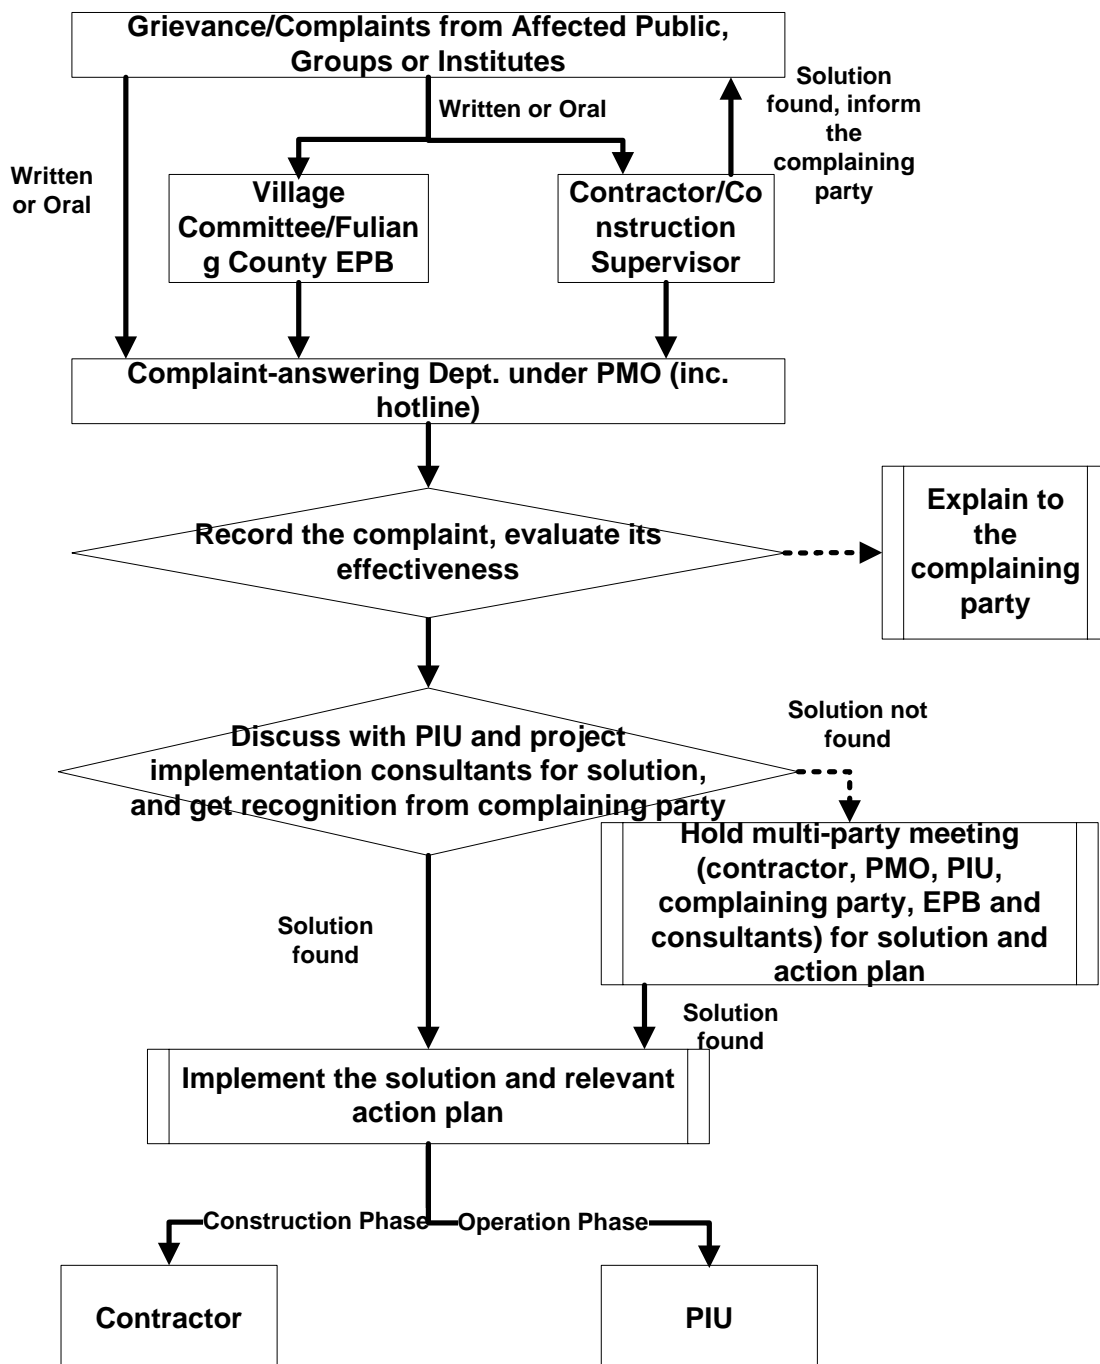 Grievance/Complaints from Affected Public,
Groups or Institutes
Solution
found, inform
the
complaining
party
Written or Oral
Written
or Oral
Village
Committee/Fulian
g County EPB
Contractor/Co
nstruction
Supervisor
Complaint-answering Dept. under PMO (inc.
hotline)
Record the complaint, evaluate its
effectiveness
Explain to
the
complaining
party
Discuss with PIU and project
implementation consultants for solution,
and get recognition from complaining party
Solution not
found
Hold multi-party meeting
(contractor, PMO, PIU,
complaining party, EPB and
consultants) for solution and
action plan
Solution
found
Solution
found
Implement the solution and relevant
action plan
Construction Phase
Operation Phase
Contractor
PIU